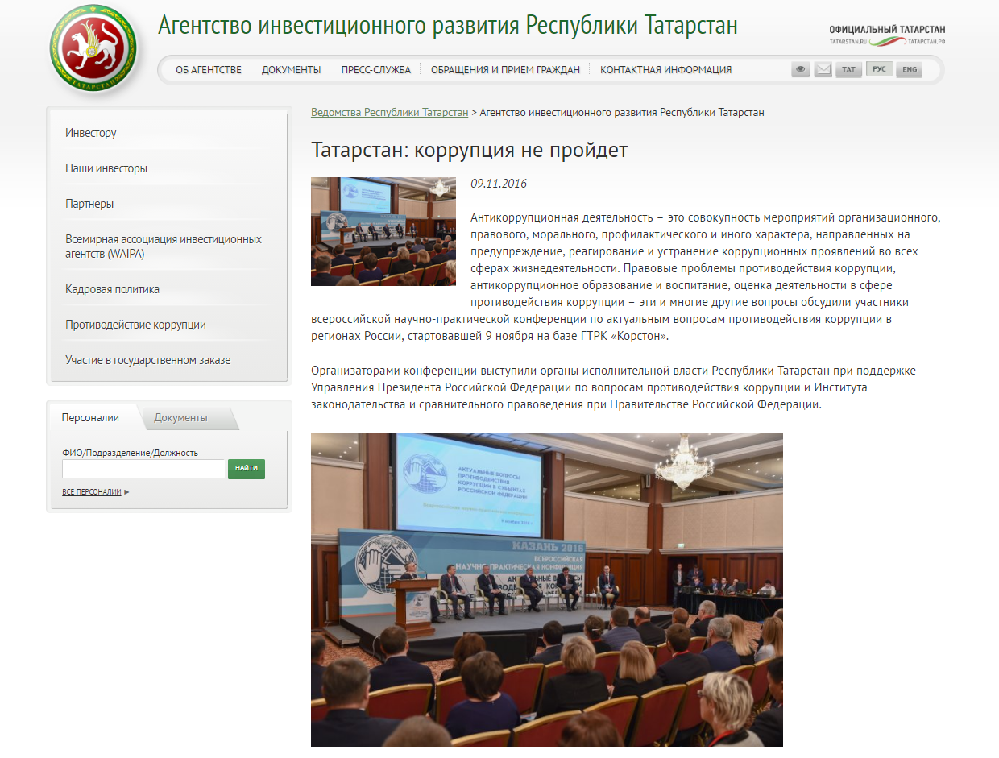 Агентство инвестиционного развития Республики Татарстан
ОФИЦИАЛЬНЫЙ ТАТАРСТАН
TATARSTAN.RU ТАТАРСТАН.РФ
ТАТАРСТАН
ОБ АГЕНТСТВЕ ДОКУМЕНТЫ ПРЕСС-СЛУЖБА ОБРАЩЕНИЯ И ПРИЕМ ГРАЖДАН КОНТАКТНАЯ ИНФОРМАЦИЯ ТАТ РУС ENG
Инвестору
Наши инвесторы
Партнеры
Всемирная ассоциация инвестиционных
агентств (WAIPA)
Кадровая политика
Противодействие коррупции
Участие в государственном заказе
Персоналии Документы
ФИО/Подразделение/Должность
НАЙТИ
ВСЕ ПЕРСОНАЛИИ
Ведомства Республики Татарстан > Агентство инвестиционного развития Республики Татарстан
Татарстан: коррупция не пройдет
09.11.2016
Антикоррупционная деятельность – это совокупность мероприятий организационного,
правового, морального, профилактического и иного характера, направленных на
предупреждение, реагирование и устранение коррупционных проявлений во всех
сферах жизнедеятельности. Правовые проблемы противодействия коррупции,
антикоррупционное образование и воспитание, оценка деятельности в сфере
противодействия коррупции – эти и многие другие вопросы обсудили участники
всероссийской научно-практической конференции по актуальным вопросам противодействия коррупции в
регионах России, стартовавшей 9 ноября на базе ГТРК «Корстон».
Организаторами конференции выступили органы исполнительной власти Республики Татарстан при поддержке
Управления Президента Российской Федерации по вопросам противодействия коррупции и Института
законодательства и сравнительного правоведения при Правительстве Российской Федерации.
АКТУАЛЬНЫЕ ВОПРОСЫ
ПРОТИВОДЕЙСТВИЯ
КОРРУПЦИИ В СУБЪЕКТАХ
РОССИЙСКОЙ ФЕДЕРАЦИИ
9 ноября 2016 г.
КАЗАНЬ 2016
ВСЕРОССИЙСКАЯ
НАУЧНО-ПРАКТИЧЕСКАЯ КОНФЕРЕНЦИЯ